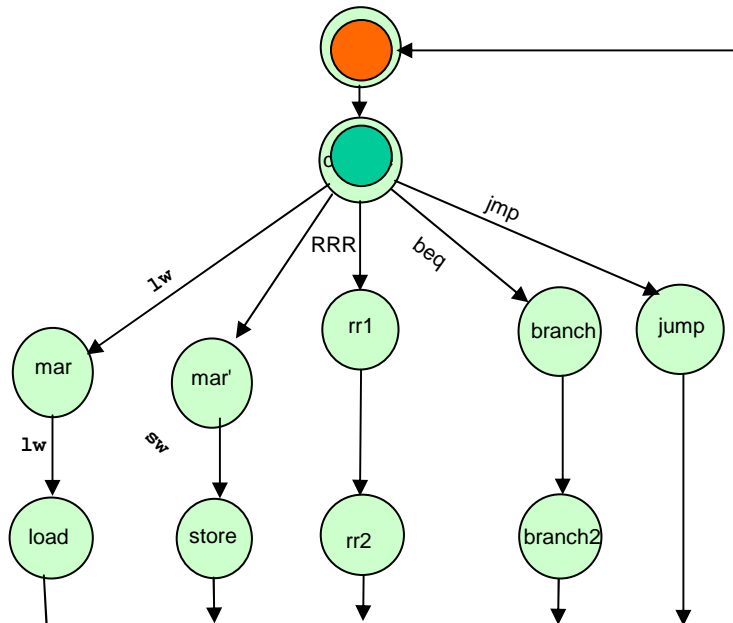 jmp
RRR
beq
lw
rr1
branch
jump
mar
mar'
lw
sw
load
store
rr2
branch2